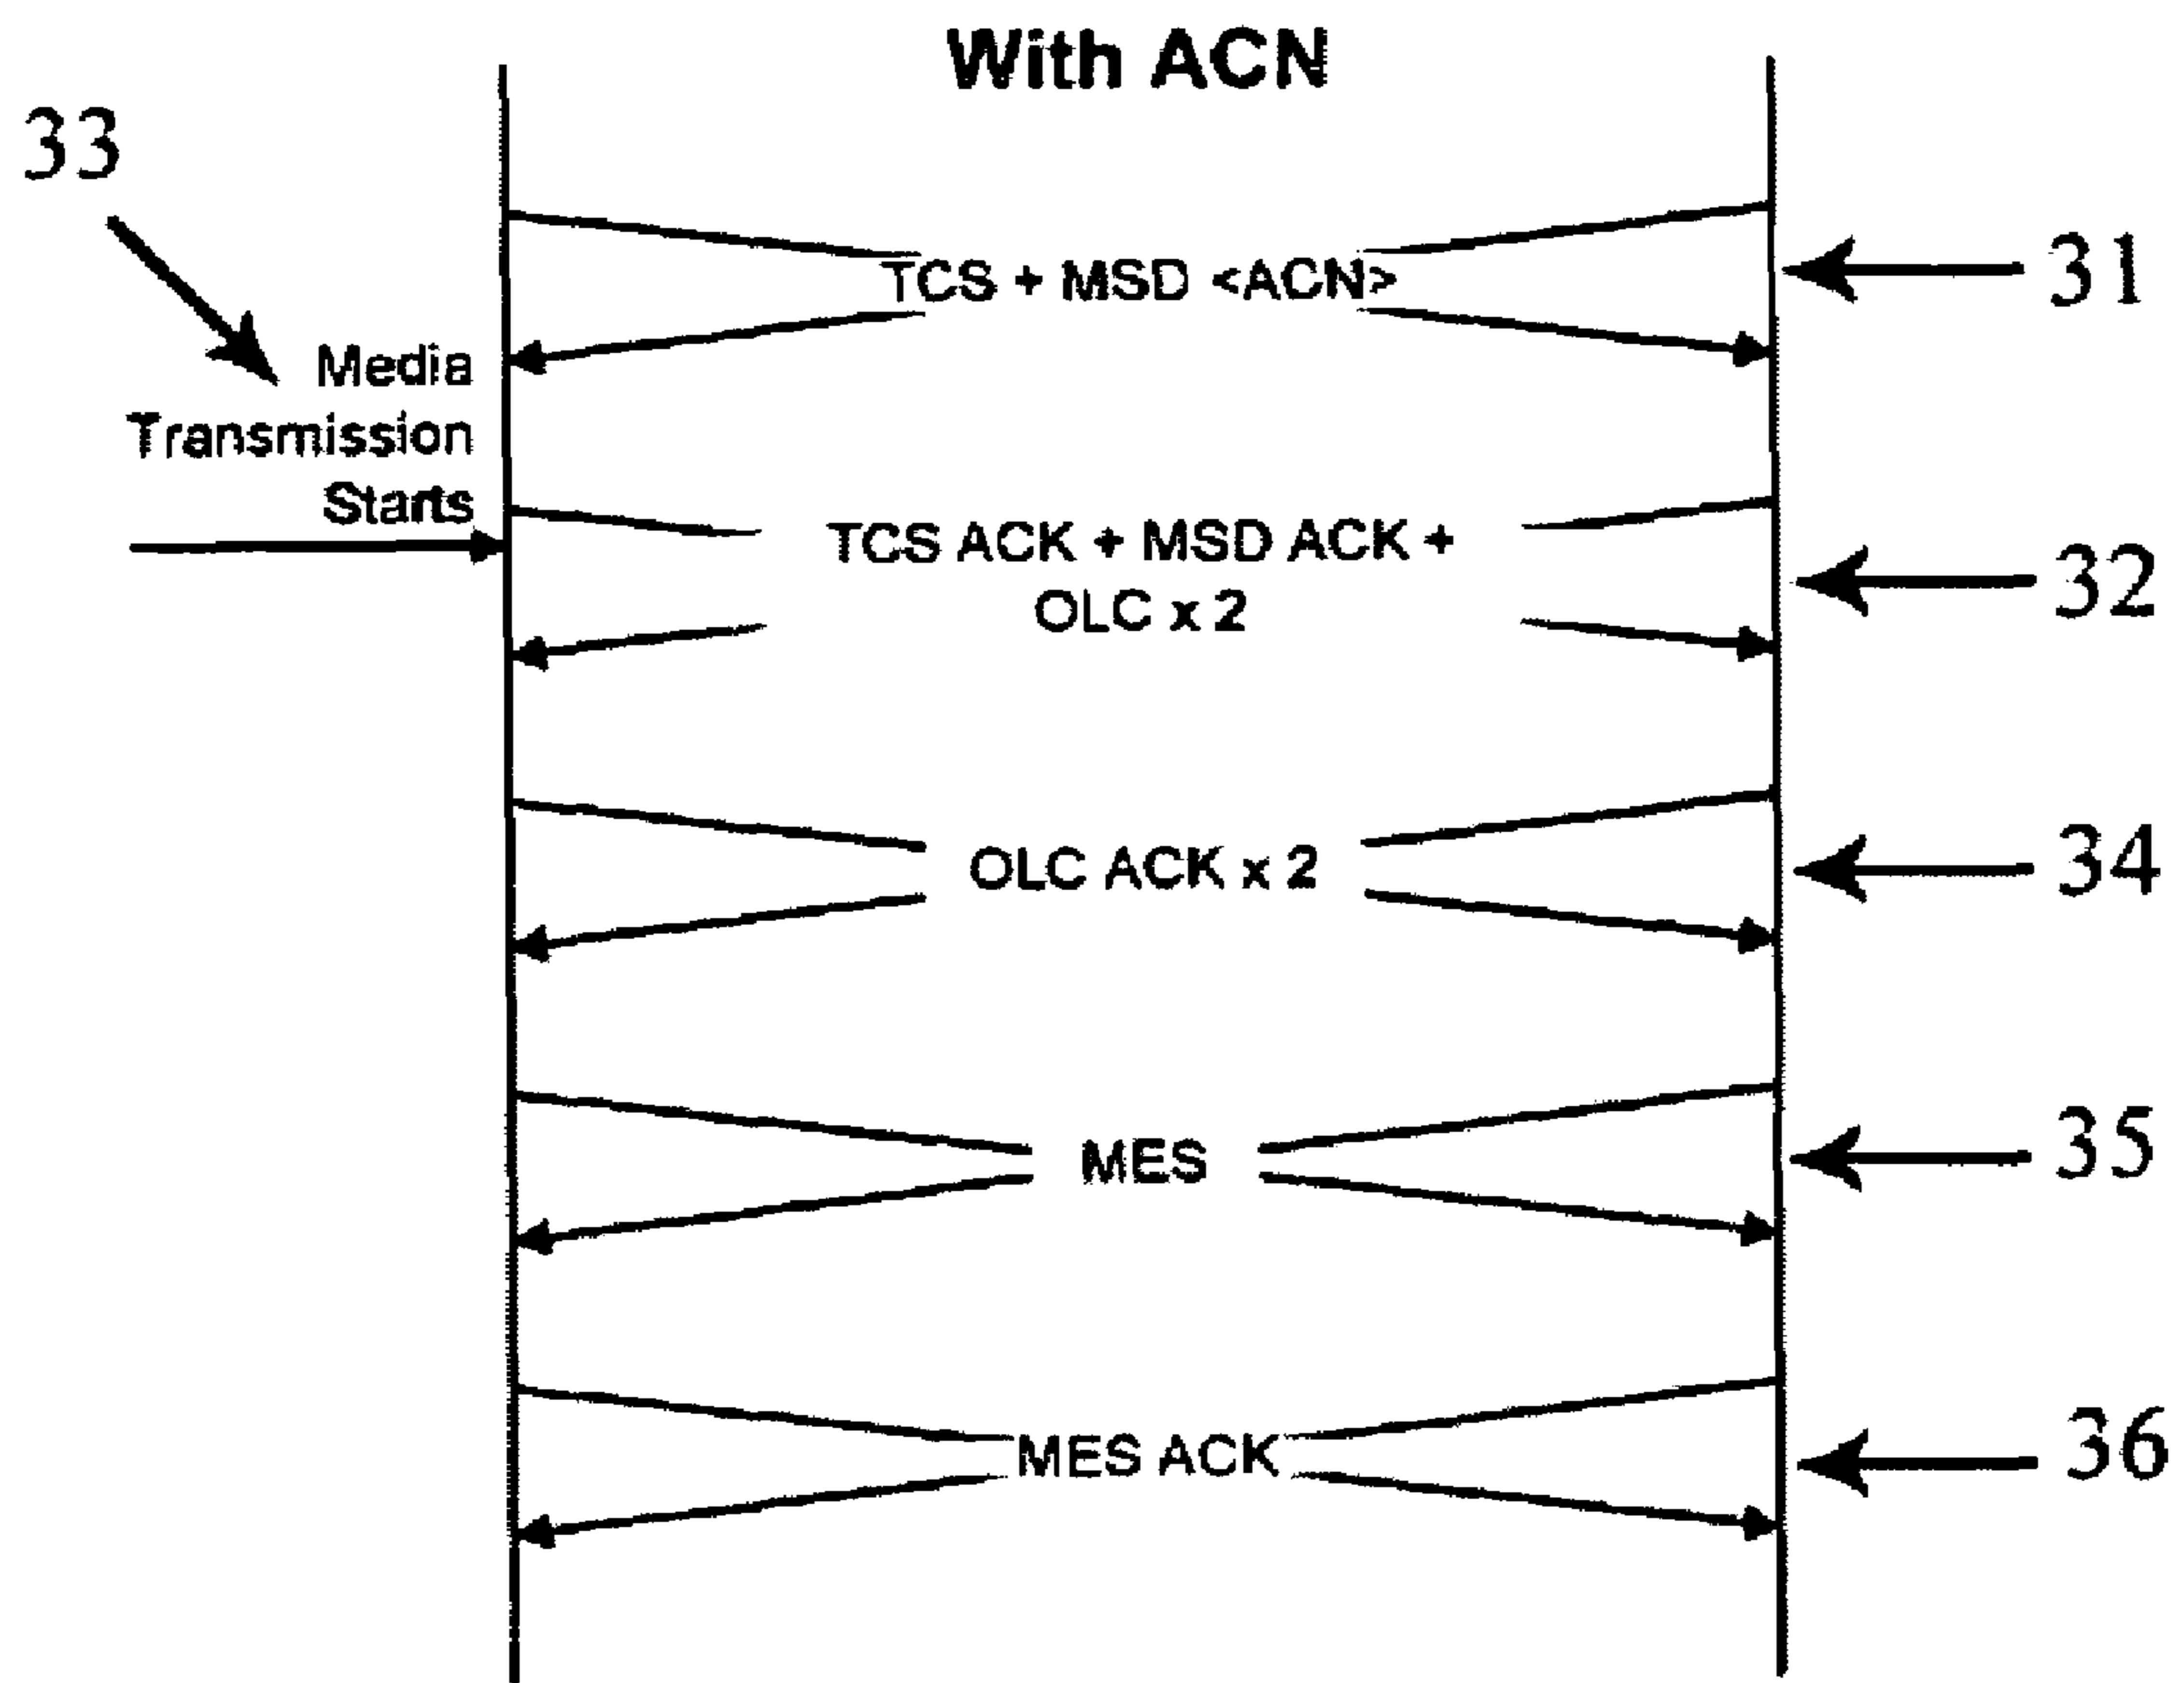 With ACN
33
TCS + MSD <ACN>
31
Media
Transmission
Starts
TCS ACK + MSD ACK +
OLC x 2
32
OLC ACK x 2
34
MES
35
MES ACK
36